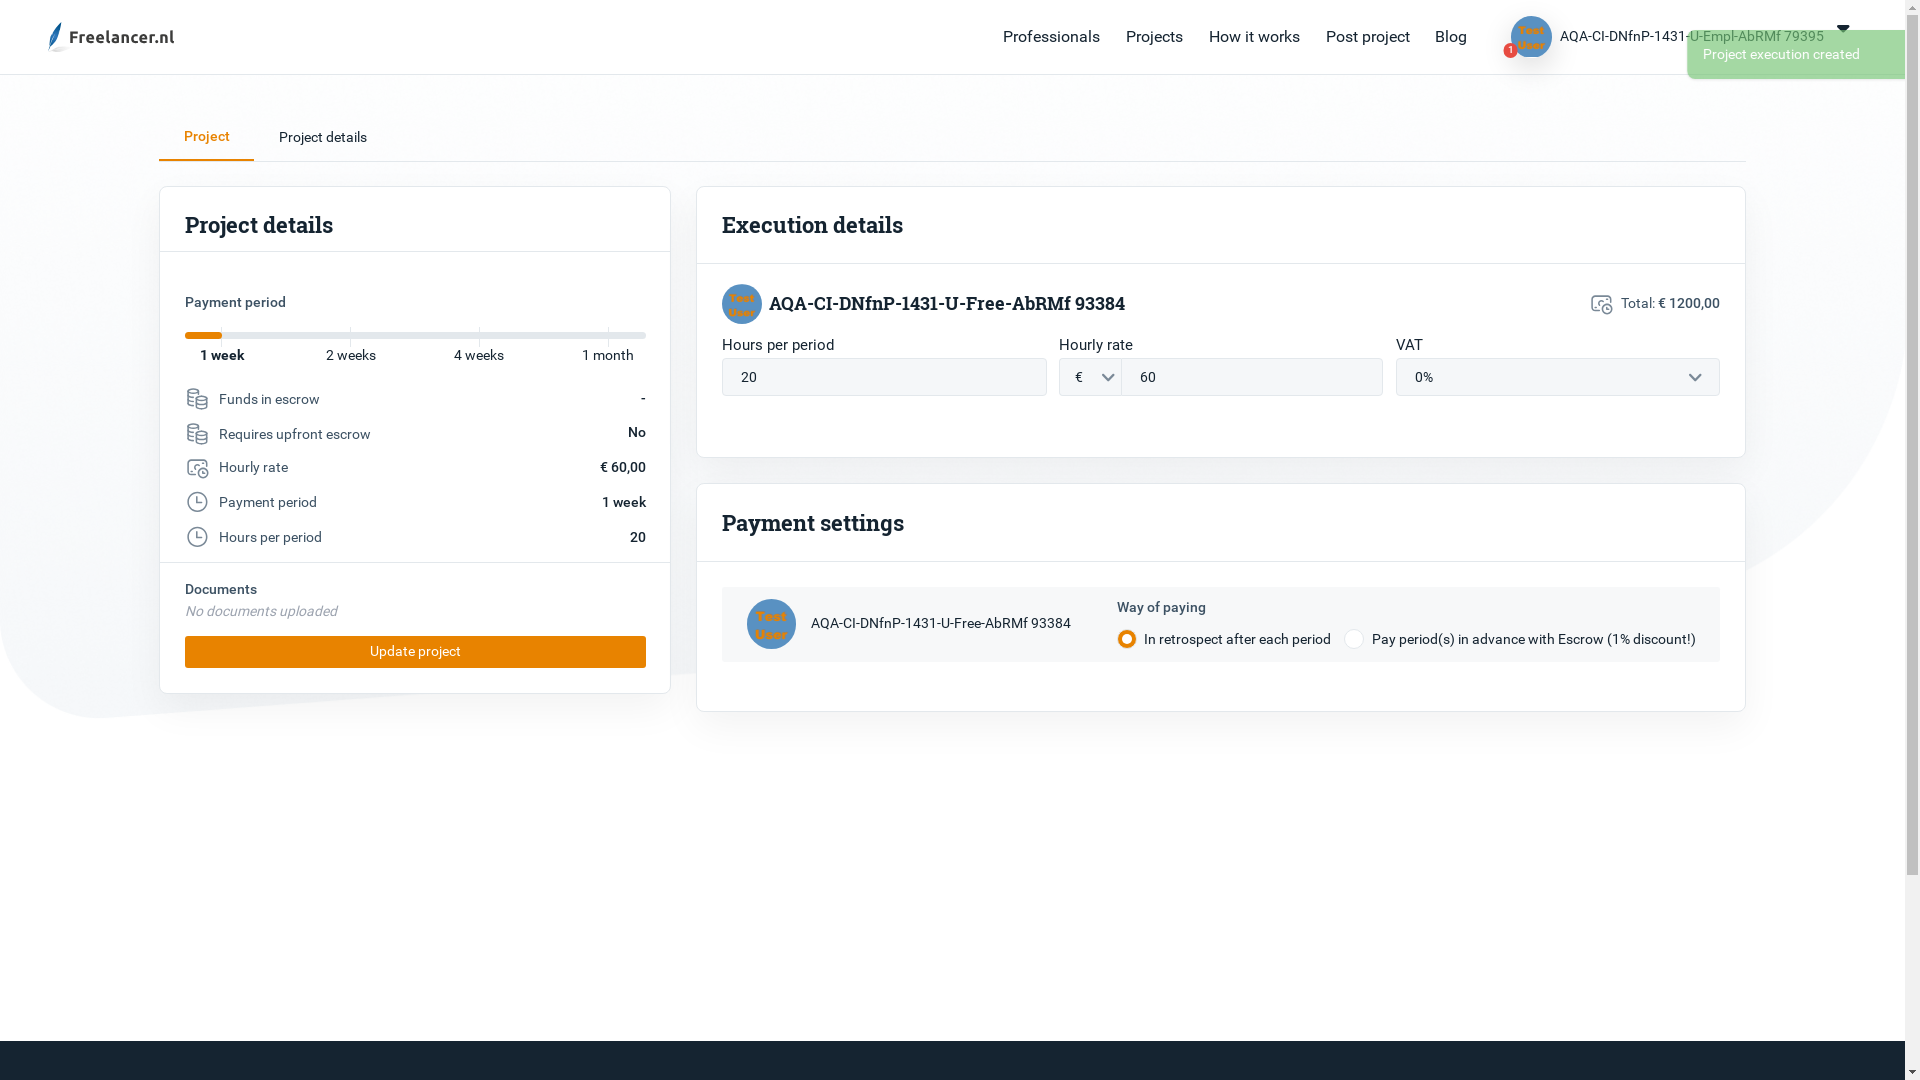 Freelancer.nl
Professionals
Projects
How it works
Post project
Blog
Test
User
1
AQA-CI-DNfnP-1431-U-Empl-AbRMf 79395
Project execution created
Project
Project details
Project details
Payment period
1 week
2 weeks
4 weeks
1 month
Funds in escrow
-
Requires upfront escrow
No
Hourly rate
€ 60,00
Payment period
1 week
Hours per period
20
Documents
No documents uploaded
Update project
Execution details
Test
User
AQA-CI-DNfnP-1431-U-Free-AbRMf 93384
Total: € 1200,00
Hours per period
Hourly rate
VAT
20
€
60
0%
Payment settings
Test
User
AQA-CI-DNfnP-1431-U-Free-AbRMf 93384
Way of paying
In retrospect after each period
Pay period(s) in advance with Escrow (1% discount!)